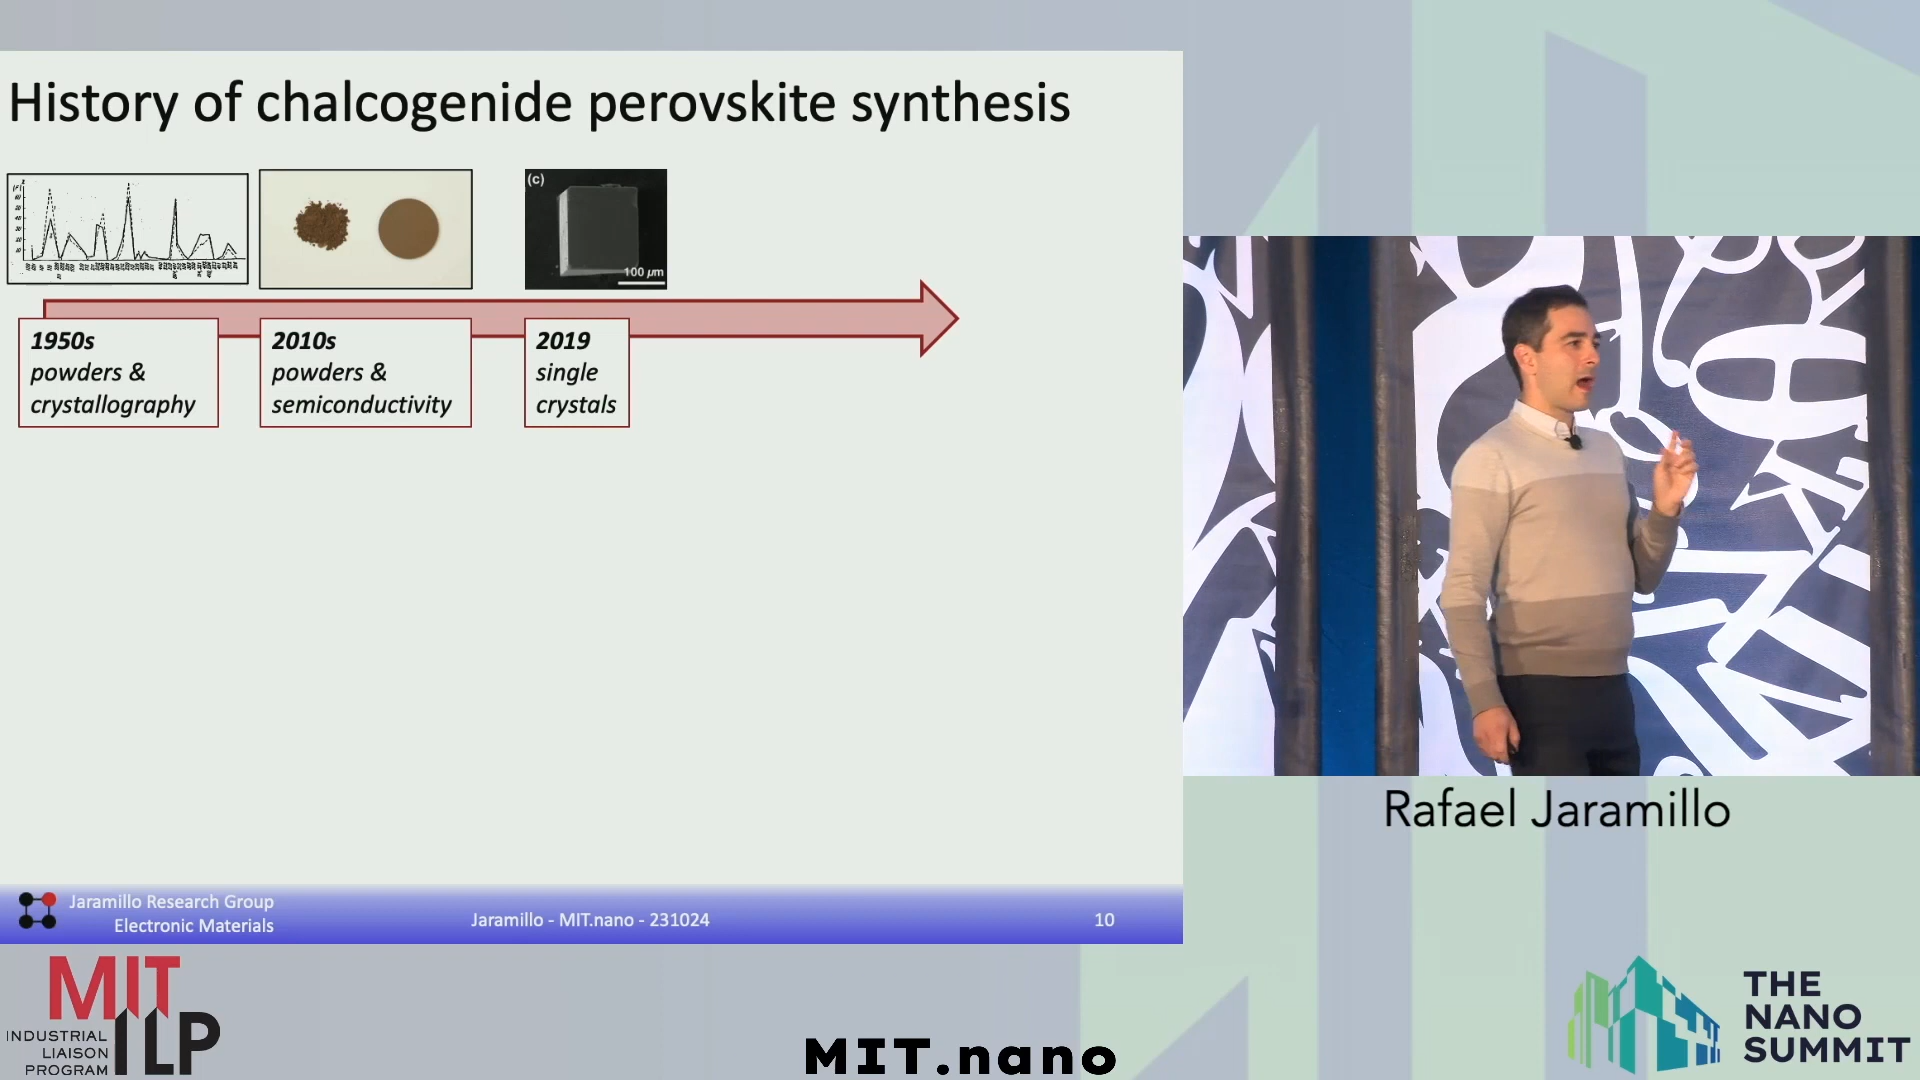 History of chalcogenide perovskite synthesis
(c)
100 µm
1950s
powders &
crystallography
2010s
powders &
semiconductivity
2019
single
crystals
Jaramillo Research Group
Electronic Materials
Jaramillo - MIT.nano - 231024
10
Rafael Jaramillo
MIT
ILP
INDUSTRIAL
LIAISON
PROGRAM
MIT.nano
THE
NANO
SUMMIT